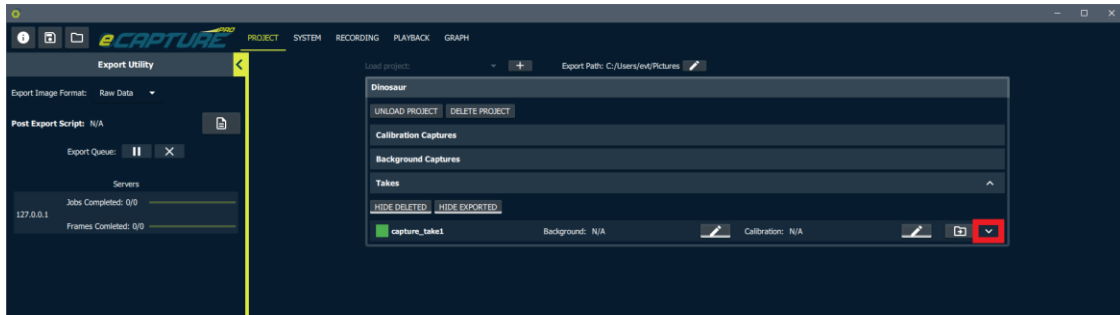 eCAPTURE PRO
PROJECT SYSTEM RECORDING PLAYBACK GRAPH
Export Utility
Export Image Format: Raw Data
Post Export Script: N/A
Export Queue:
Servers
127.0.0.1
Jobs Completed: 0/0
Frames Comleted: 0/0
Load project:
Export Path: C:/Users/evt/Pictures
Dinosaur
UNLOAD PROJECT DELETE PROJECT
Calibration Captures
Background Captures
Takes
HIDE DELETED HIDE EXPORTED
capture_take1 Background: N/A Calibration: N/A